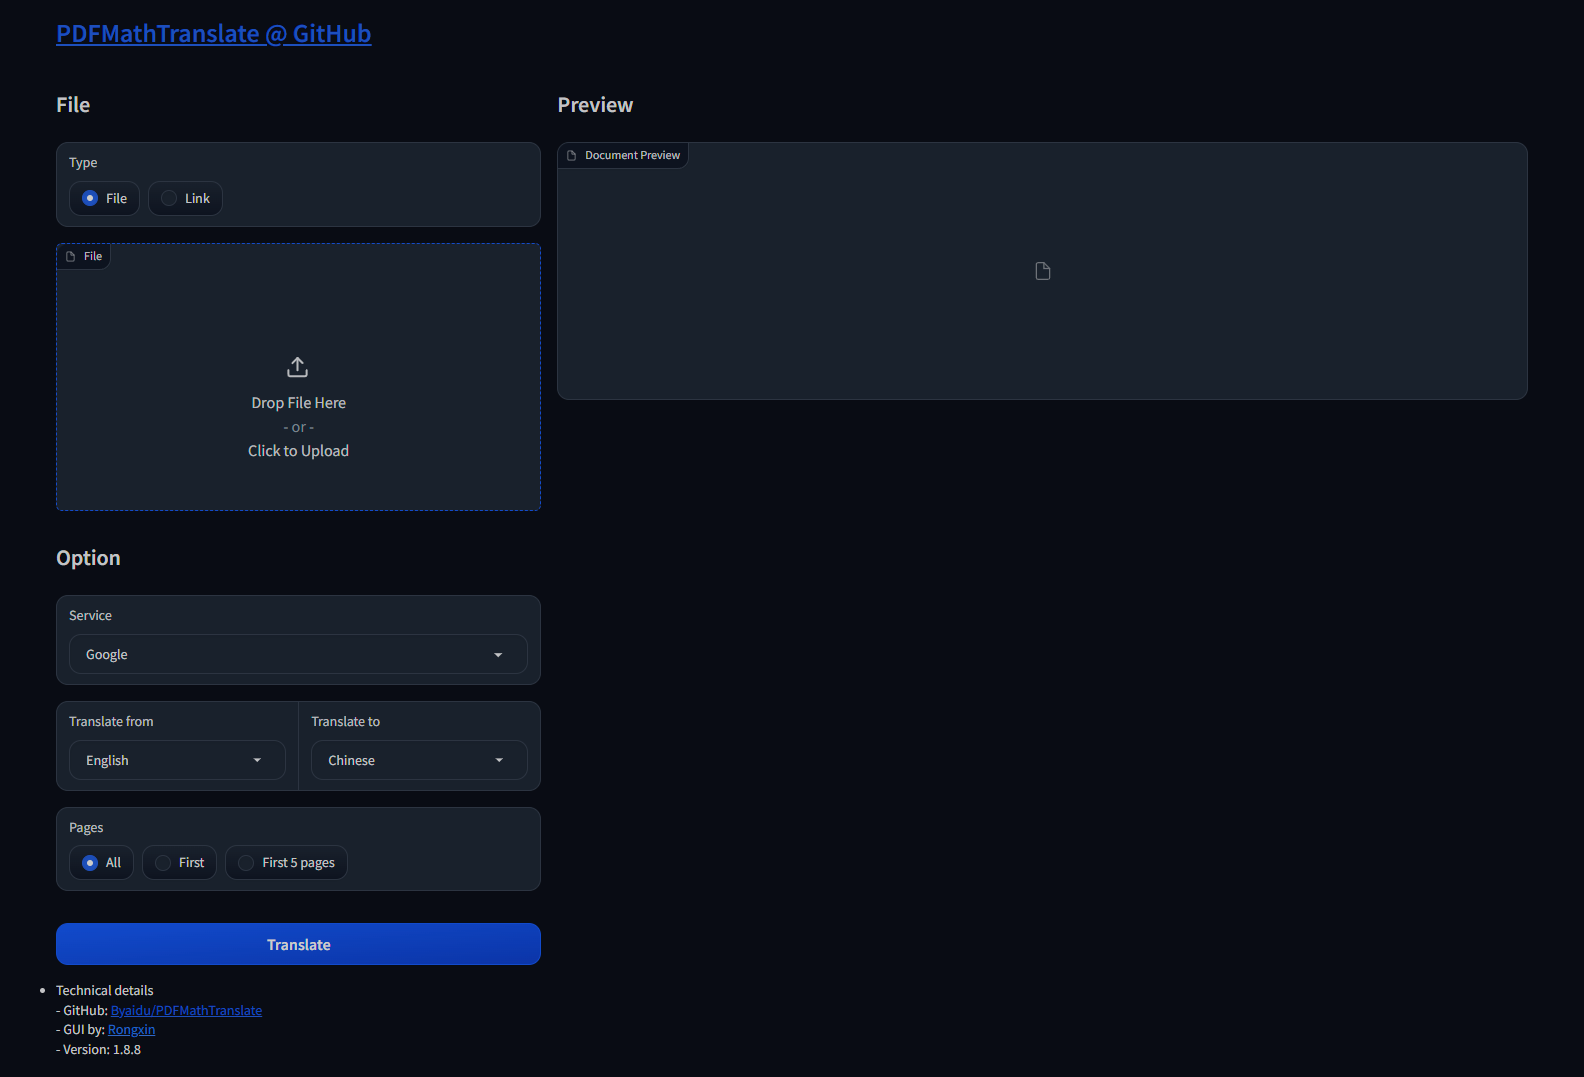 PDFMathTranslate @ GitHub
File
Type
File
Link
File
Drop File Here
- or -
Click to Upload
Option
Service
Google
Translate from
English
Translate to
Chinese
Pages
All
First
First 5 pages
Translate
Technical details
- GitHub: Byaidu/PDFMathTranslate
- GUI by: Rongxin
- Version: 1.8.8
Preview
Document Preview